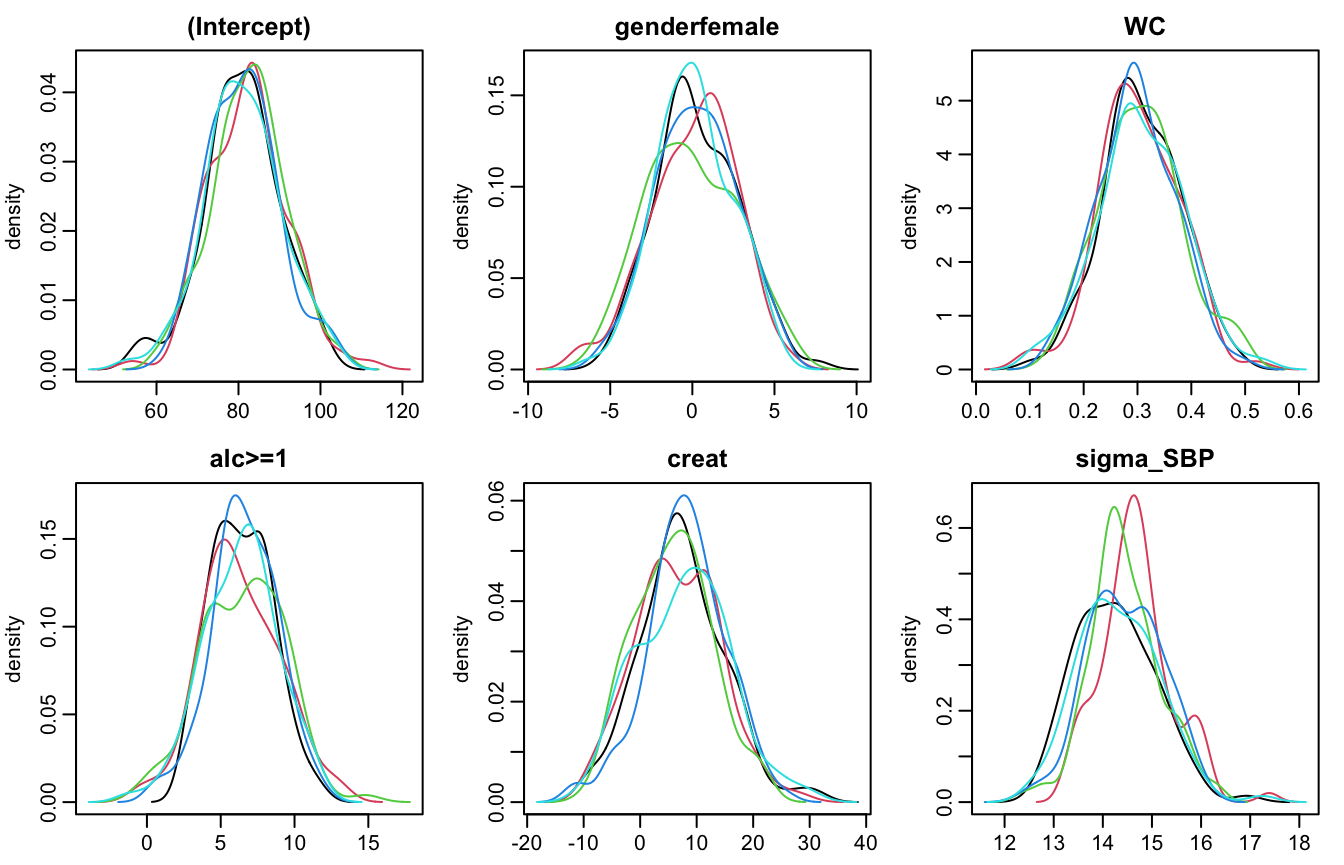 (Intercept)
density
0.00 0.01 0.02 0.03 0.04
60 80 100 120
genderfemale
density
0.00 0.05 0.10 0.15
-10 -5 0 5 10
WC
density
0 1 2 3 4 5
0.0 0.1 0.2 0.3 0.4 0.5 0.6
alc>=1
density
0.00 0.05 0.10 0.15
0 5 10 15
creat
density
0.00 0.02 0.04 0.06
-20 -10 0 10 20 30 40
sigma_SBP
density
0.0 0.2 0.4 0.6
12 13 14 15 16 17 18